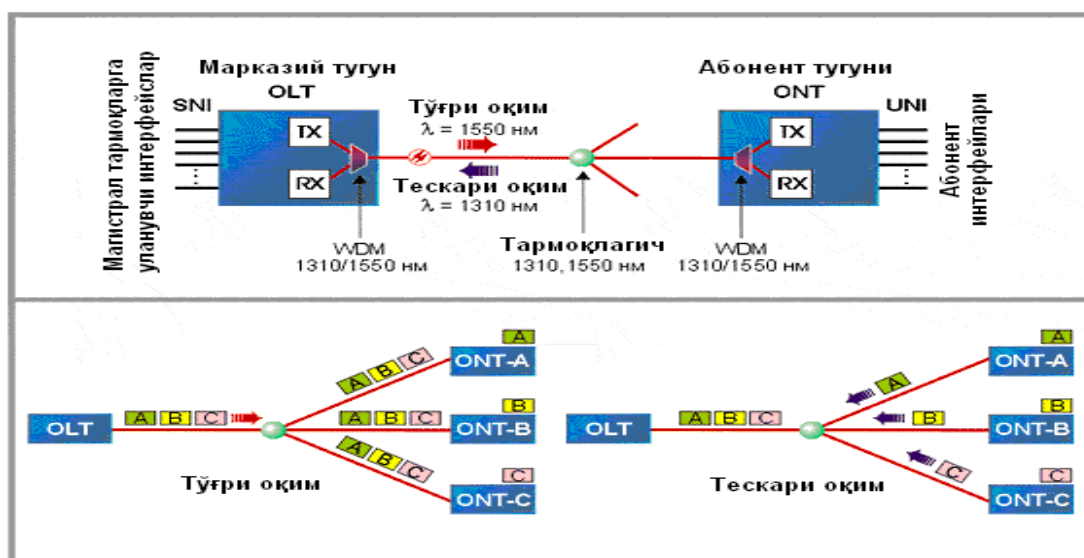 Магистрал тармоқларга
уланувчи интерфейслар
SNI
Марказий тугун
OLT
TX
RX
Тўғри оқим
λ = 1550 нм
Тескари оқим
λ = 1310 нм
WDM
1310/1550 нм
Тармоқлагич
1310,1550 нм
WDM
1310/1550 нм
Абонент тугуни
ONT
TX
RX
UNI
Абонент
интерфейлари
OLT
A B C
A B C
A B C
A B C
A
ONT-A
B
ONT-B
C
ONT-C
Тўғри оқим
OLT
A B C
A
B
C
A
ONT-A
B
ONT-B
C
ONT-C
Тескари оқим